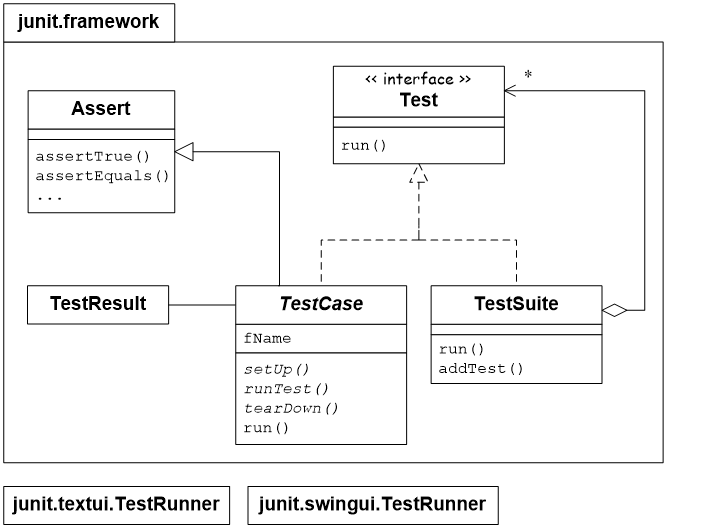 junit.framework
Assert
assertTrue()
assertEquals()
...
<< interface >>
Test
run()
*
TestResult
TestCase
fName
setUp()
runTest()
tearDown()
run()
TestSuite
run()
addTest()
junit.textui.TestRunner
junit.swingui.TestRunner